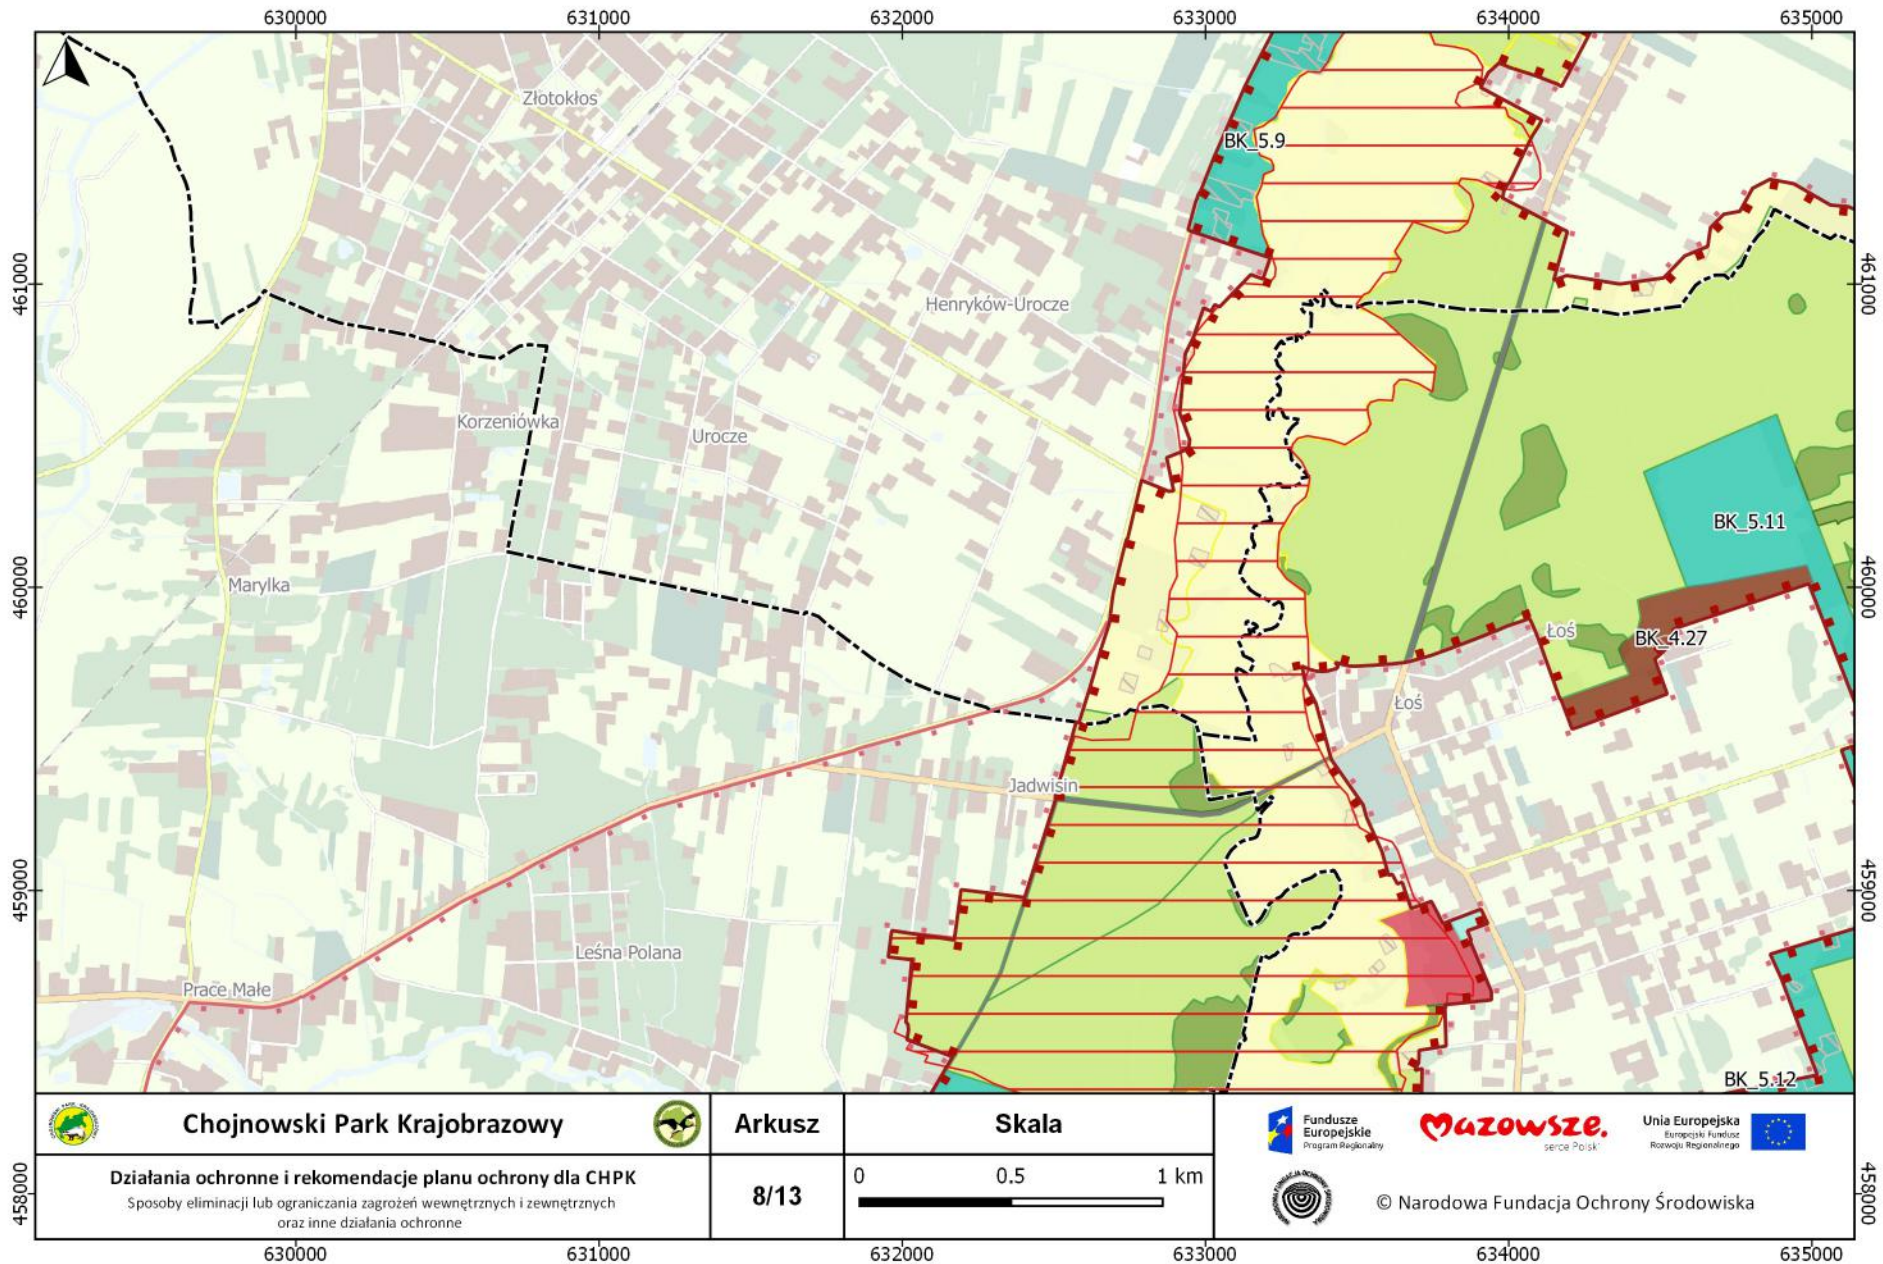 630000 631000 632000 633000 634000 635000
Złotokłos
BK_5.9
461000 461000
Henryków-Urocze
Korzeniówka
Urocze
BK_5.11
460000 460000
Marylka
Łoś
BK_4.27
Łoś
Jadwisin
459000 459000
Leśna Polana
Prace Małe
BK_5.12
Chojnowski Park Krajobrazowy
Arkusz
Skala
Działania ochronne i rekomendacje planu ochrony dla CHPK
Sposoby eliminacji lub ograniczania zagrożeń wewnętrznych i zewnętrznych
oraz inne działania ochronne
8/13
0 0.5 1 km
Fundusze
Europejskie
Program Regionalny
Mazowsze.
serce Polski
Unia Europejska
Europejski Fundusz
Rozwoju Regionalnego
© Narodowa Fundacja Ochrony Środowiska
458000 458000
630000 631000 632000 633000 634000 635000